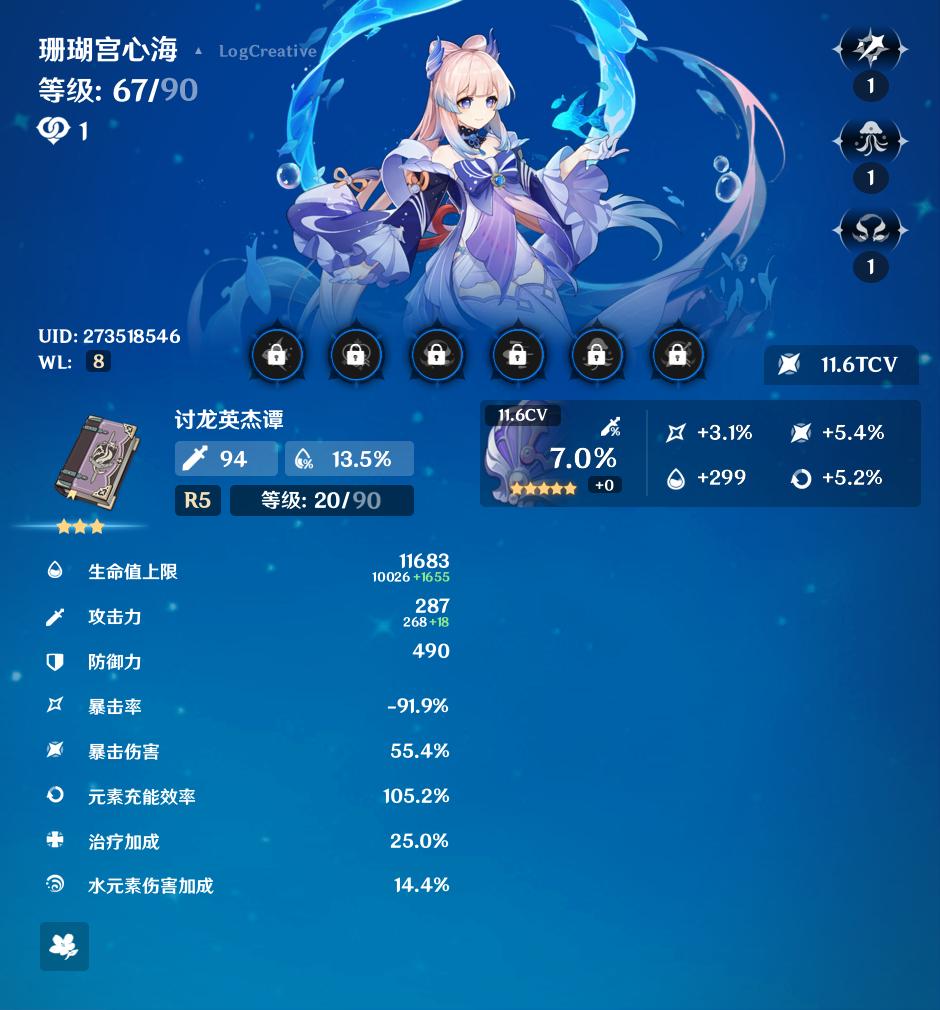 珊瑚宫心海 ▲ LogCreative
等级: 67/90
1
1
1
1
UID: 273518546
WL: 8
11.6TCV
讨龙英杰谭
94
13.5%
R5
等级: 20/90
11.6CV
7.0%
+0
+3.1%
+5.4%
+299
+5.2%
生命值上限 11683
10026 +1655
攻击力 287
268 +18
防御力 490
暴击率 -91.9%
暴击伤害 55.4%
元素充能效率 105.2%
治疗加成 25.0%
水元素伤害加成 14.4%